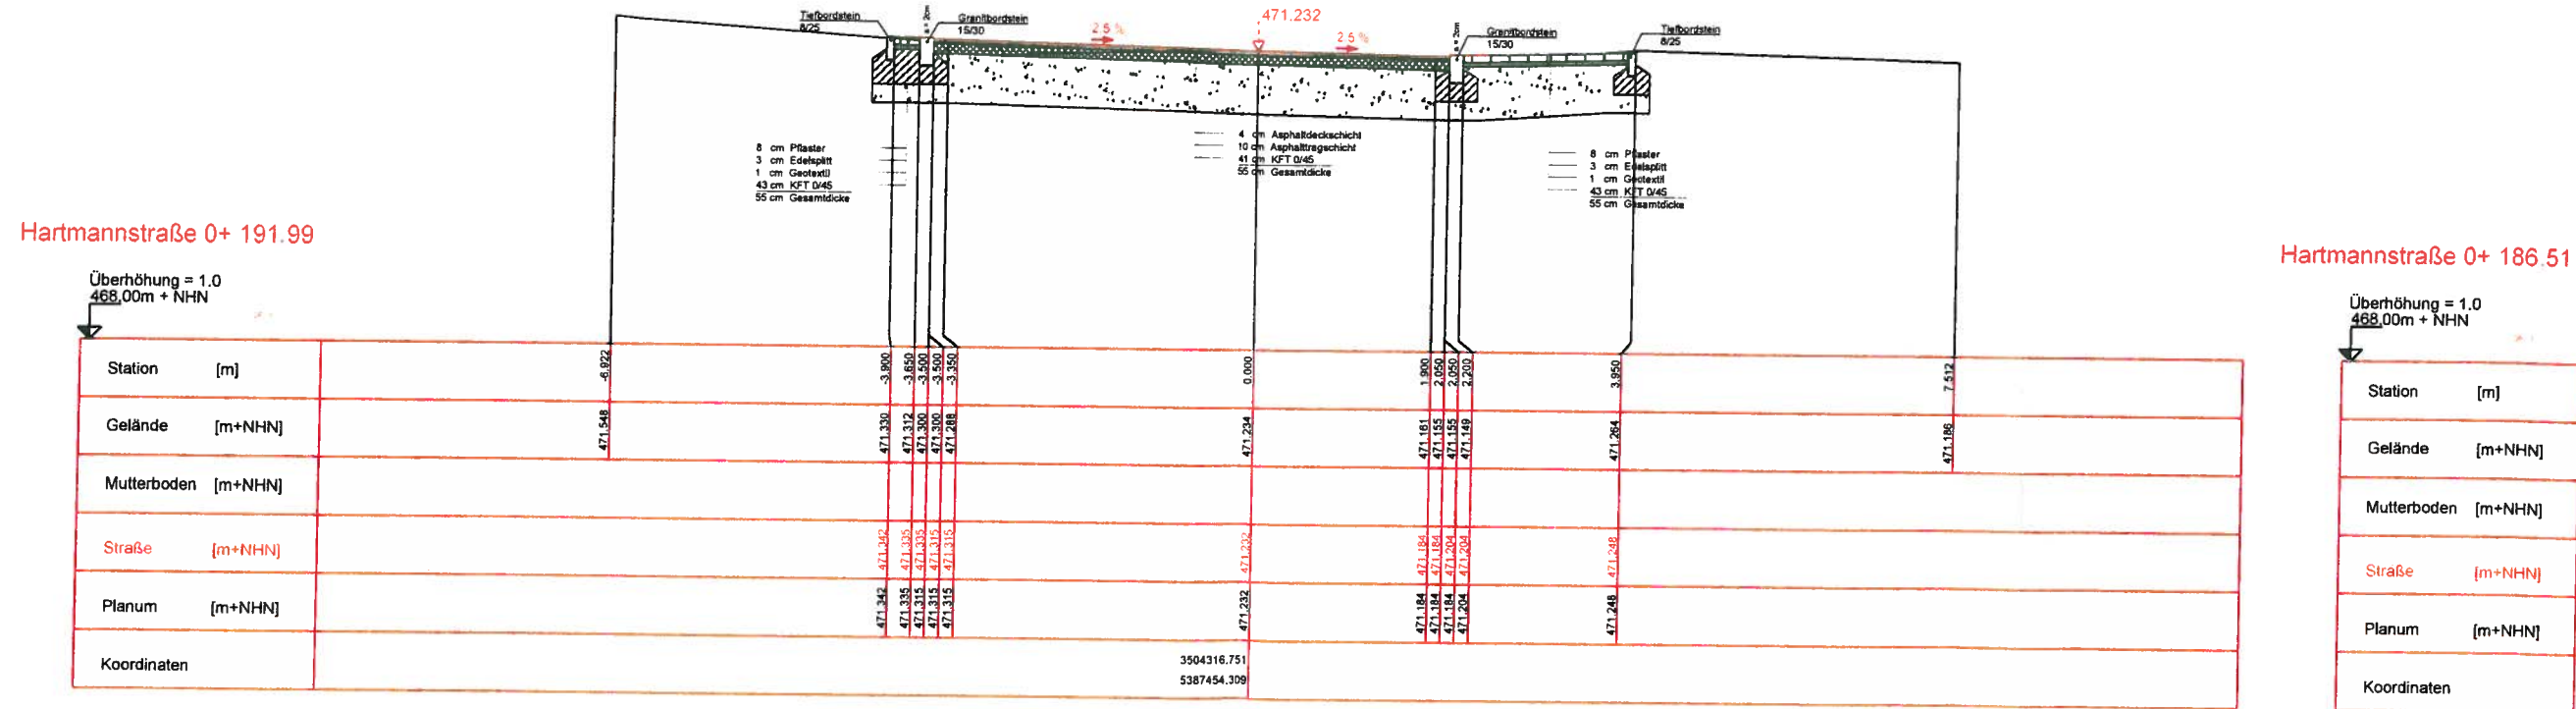 471.232
Tiefbordstein
8/25
a = 2cm
Granitbordstein
15/30
2.5 %
2.5 %
a = 2cm
Granitbordstein
15/30
Tiefbordstein
8/25
8 cm Pflaster
3 cm Edelsplitt
1 cm Geotextil
43 cm KFT 0/45
55 cm Gesamtdicke
4 cm Asphaltdeckschicht
10 cm Asphalttragschicht
41 cm KFT 0/45
55 cm Gesamtdicke
8 cm Pflaster
3 cm Edelsplitt
1 cm Geotextil
43 cm KFT 0/45
55 cm Gesamtdicke
Hartmannstraße 0+ 191.99
Überhöhung = 1.0
468.00m + NHN
Station [m] -6.922 -3.900 -3.650 -3.500 -3.500 -3.350 0.000 1.900 2.050 2.050 2.200 3.950 7.512
Gelände [m+NHN] 471.548 471.330 471.312 471.300 471.300 471.288 471.234 471.161 471.155 471.155 471.149 471.264 471.186
Mutterboden [m+NHN]
Straße [m+NHN] 471.342 471.335 471.335 471.315 471.315 471.232 471.184 471.184 471.204 471.204 471.248
Planum [m+NHN] 471.342 471.335 471.315 471.315 471.315 471.232 471.184 471.184 471.184 471.204 471.248
Koordinaten 3504316.751
5387454.309
Hartmannstraße 0+ 186.51
Überhöhung = 1.0
468.00m + NHN
Station [m]
Gelände [m+NHN]
Mutterboden [m+NHN]
Straße [m+NHN]
Planum [m+NHN]
Koordinaten